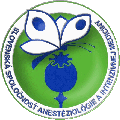 SLOVENSKÁ SPOLOČNOSŤ ANESTÉZIOLÓGIE A INTENZÍVNEJ MEDICÍNY